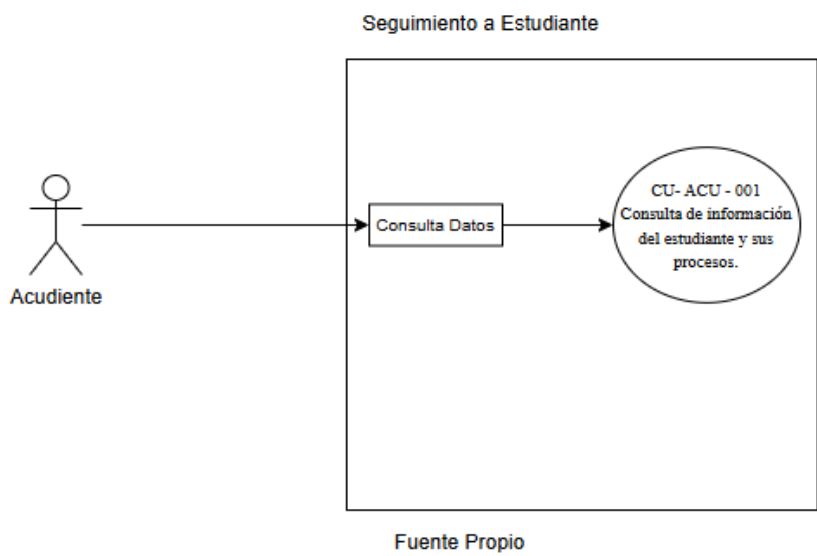 Seguimiento a Estudiante
Acudiente
Consulta Datos
CU- ACU - 001
Consulta de información
del estudiante y sus
procesos.
Fuente Propio